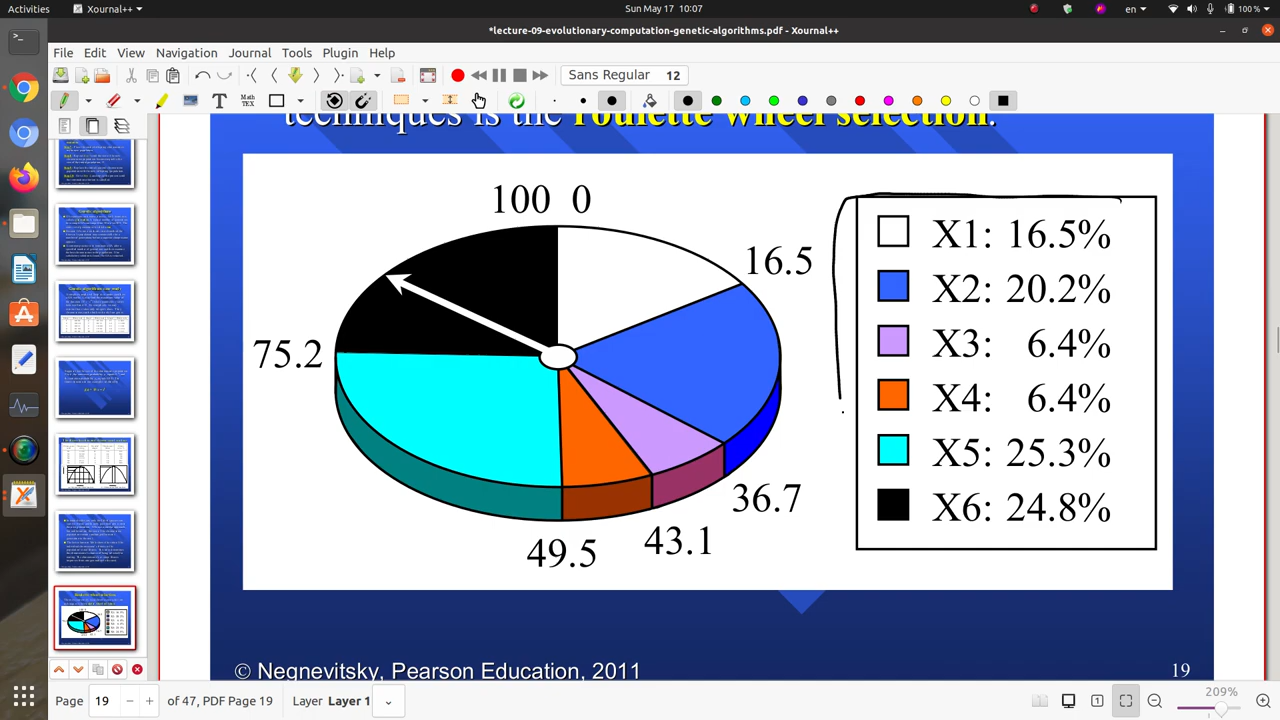 Activities Xournal++ Sun May 17 10:07 en 100 %
*lecture-09-evolutionary-computation-genetic-algorithms.pdf - Xournal++
File Edit View Navigation Journal Tools Plugin Help
Sans Regular 12
techniques is the roulette wheel selection.
100 0
16.5
36.7
43.1
49.5
75.2
X1: 16.5%
X2: 20.2%
X3: 6.4%
X4: 6.4%
X5: 25.3%
X6: 24.8%
© Negnevitsky, Pearson Education, 2011 19
Page 19 of 47, PDF Page 19 Layer Layer 1 209%